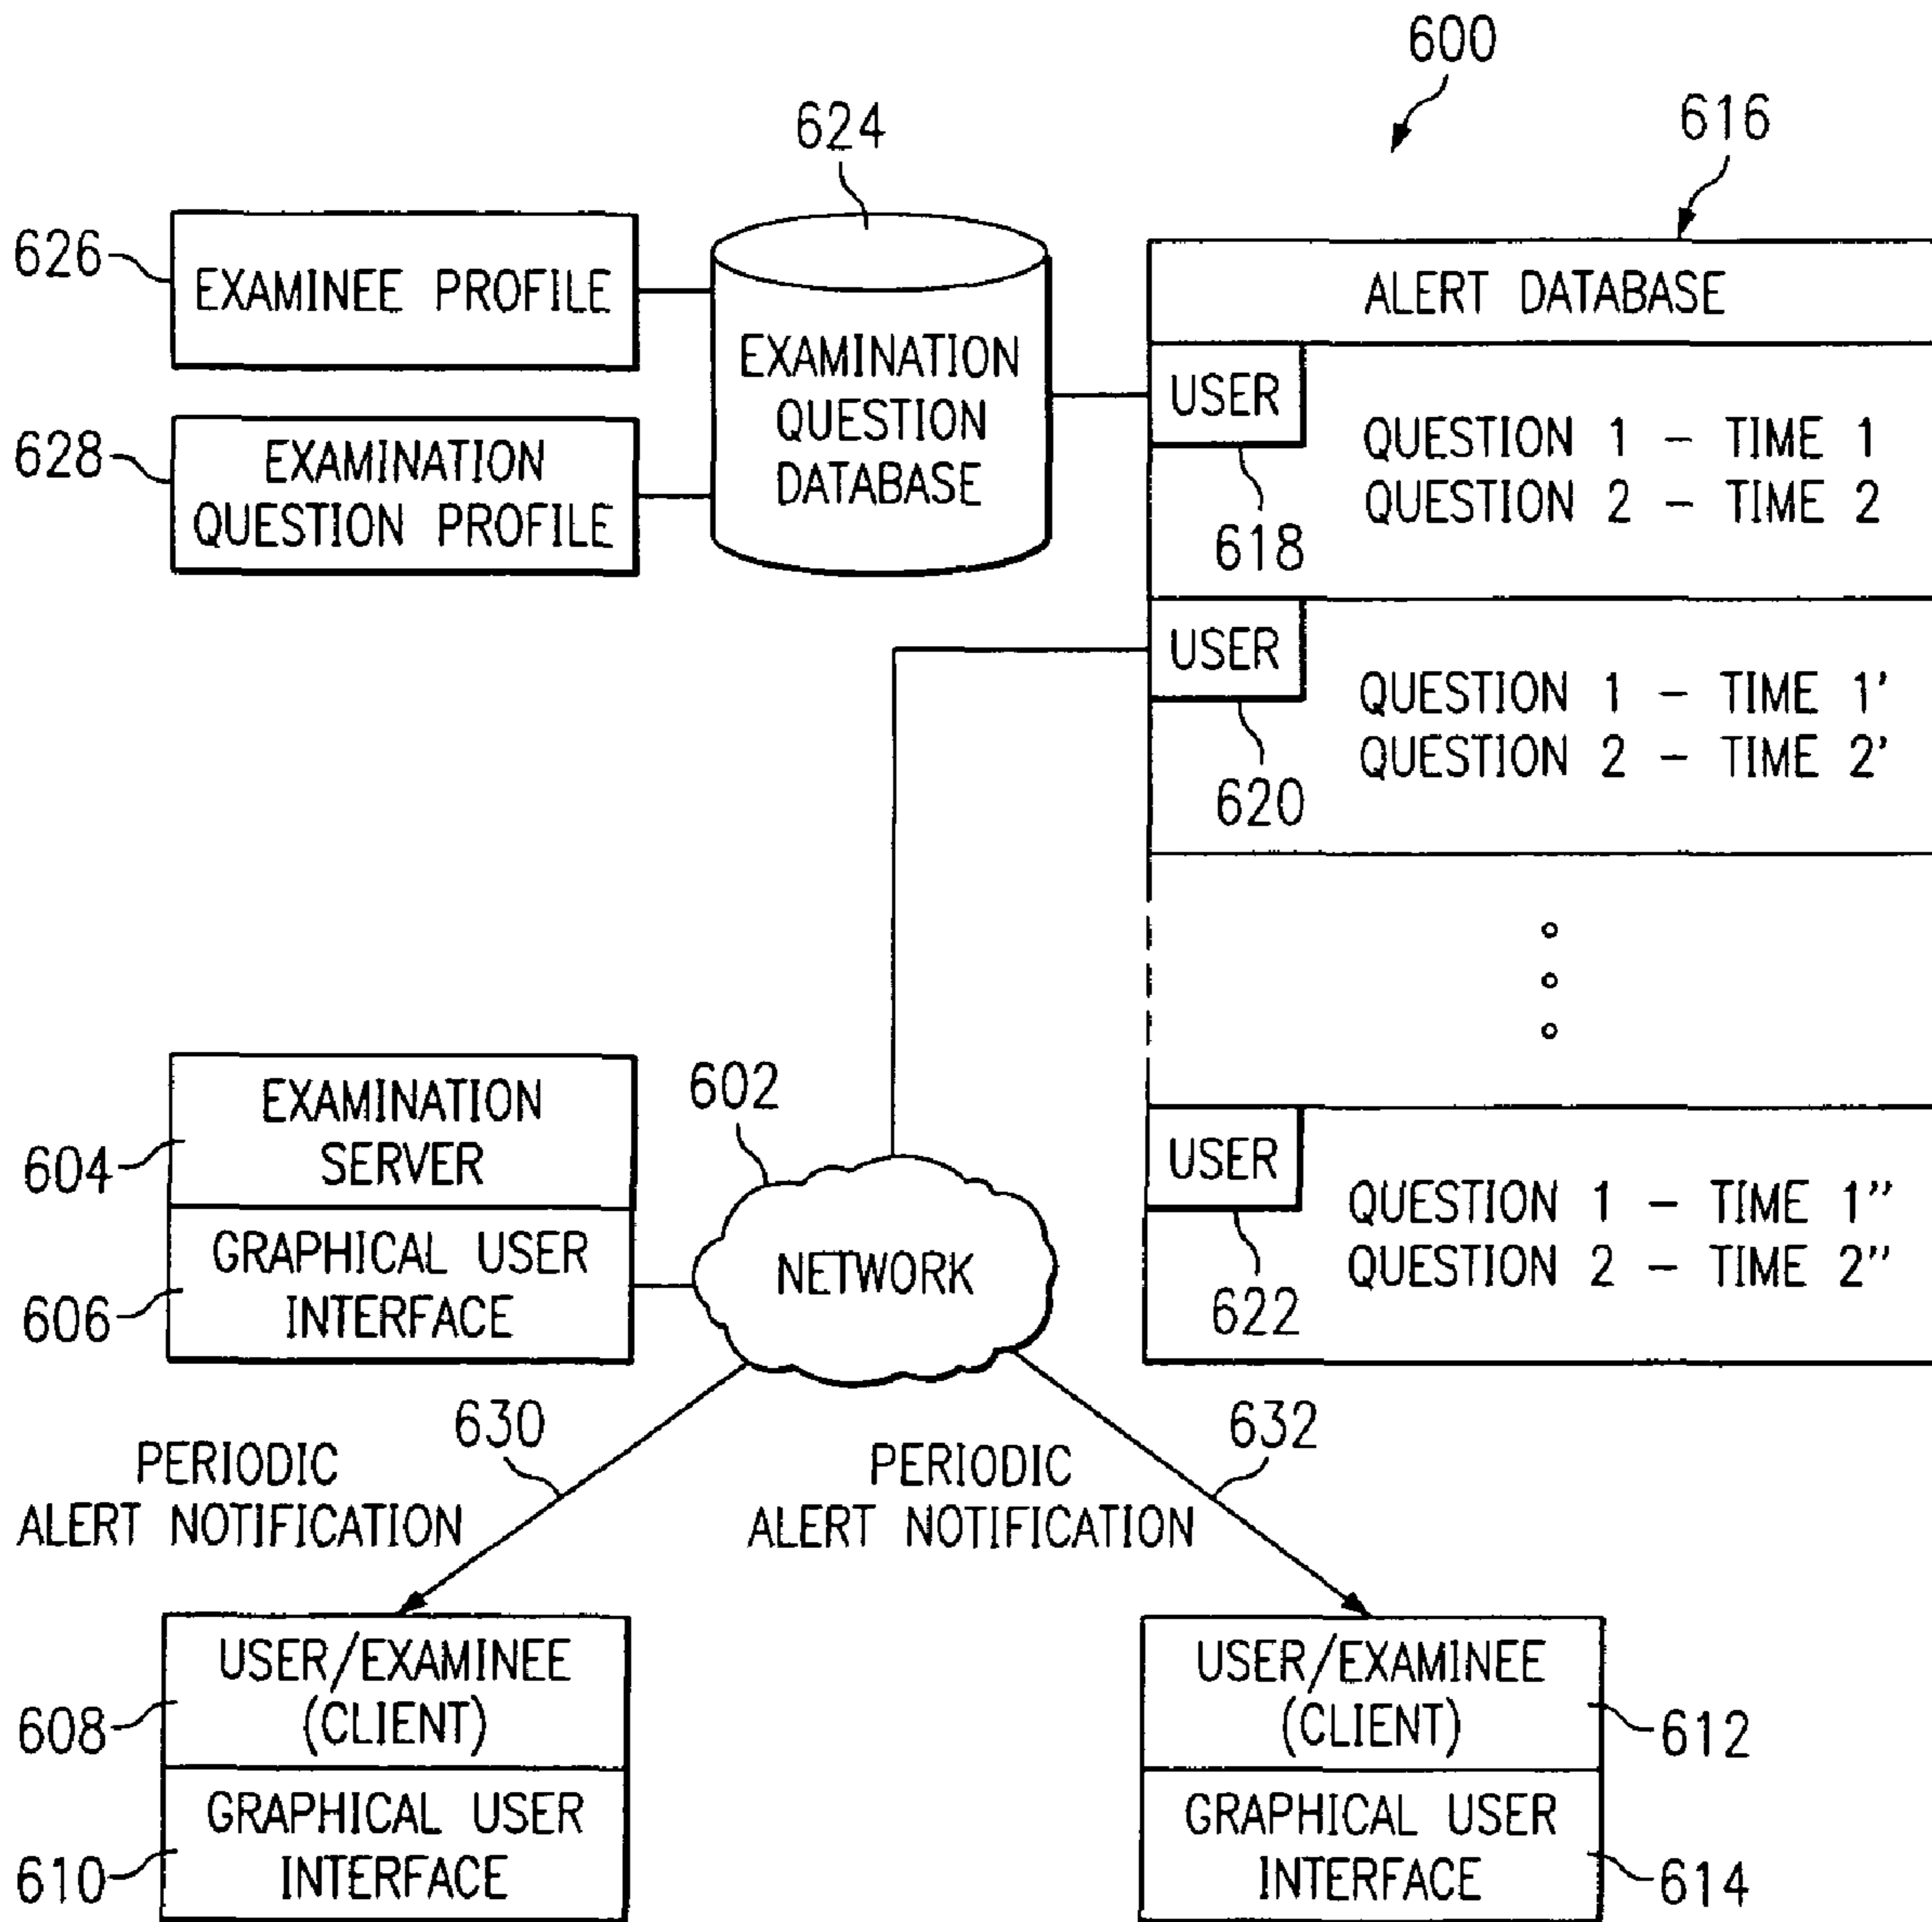 600
616
624
626
EXAMINEE PROFILE
628
EXAMINATION
QUESTION PROFILE
EXAMINATION
QUESTION
DATABASE
ALERT DATABASE
USER
618
QUESTION 1 - TIME 1
QUESTION 2 - TIME 2
USER
620
QUESTION 1 - TIME 1'
QUESTION 2 - TIME 2'
USER
622
QUESTION 1 - TIME 1''
QUESTION 2 - TIME 2''
602
NETWORK
604
EXAMINATION
SERVER
606
GRAPHICAL USER
INTERFACE
630
PERIODIC
ALERT NOTIFICATION
632
PERIODIC
ALERT NOTIFICATION
608
USER/EXAMINEE
(CLIENT)
610
GRAPHICAL USER
INTERFACE
USER/EXAMINEE
(CLIENT)
612
GRAPHICAL USER
INTERFACE
614